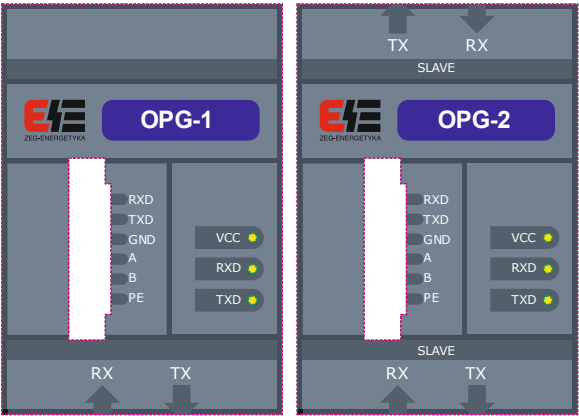 OPG-1
ZEG-ENERGETYKA
RXD
TXD
GND
A
B
PE
VCC
RXD
TXD
RX TX
TX RX
SLAVE
OPG-2
ZEG-ENERGETYKA
RXD
TXD
GND
A
B
PE
VCC
RXD
TXD
SLAVE
RX TX